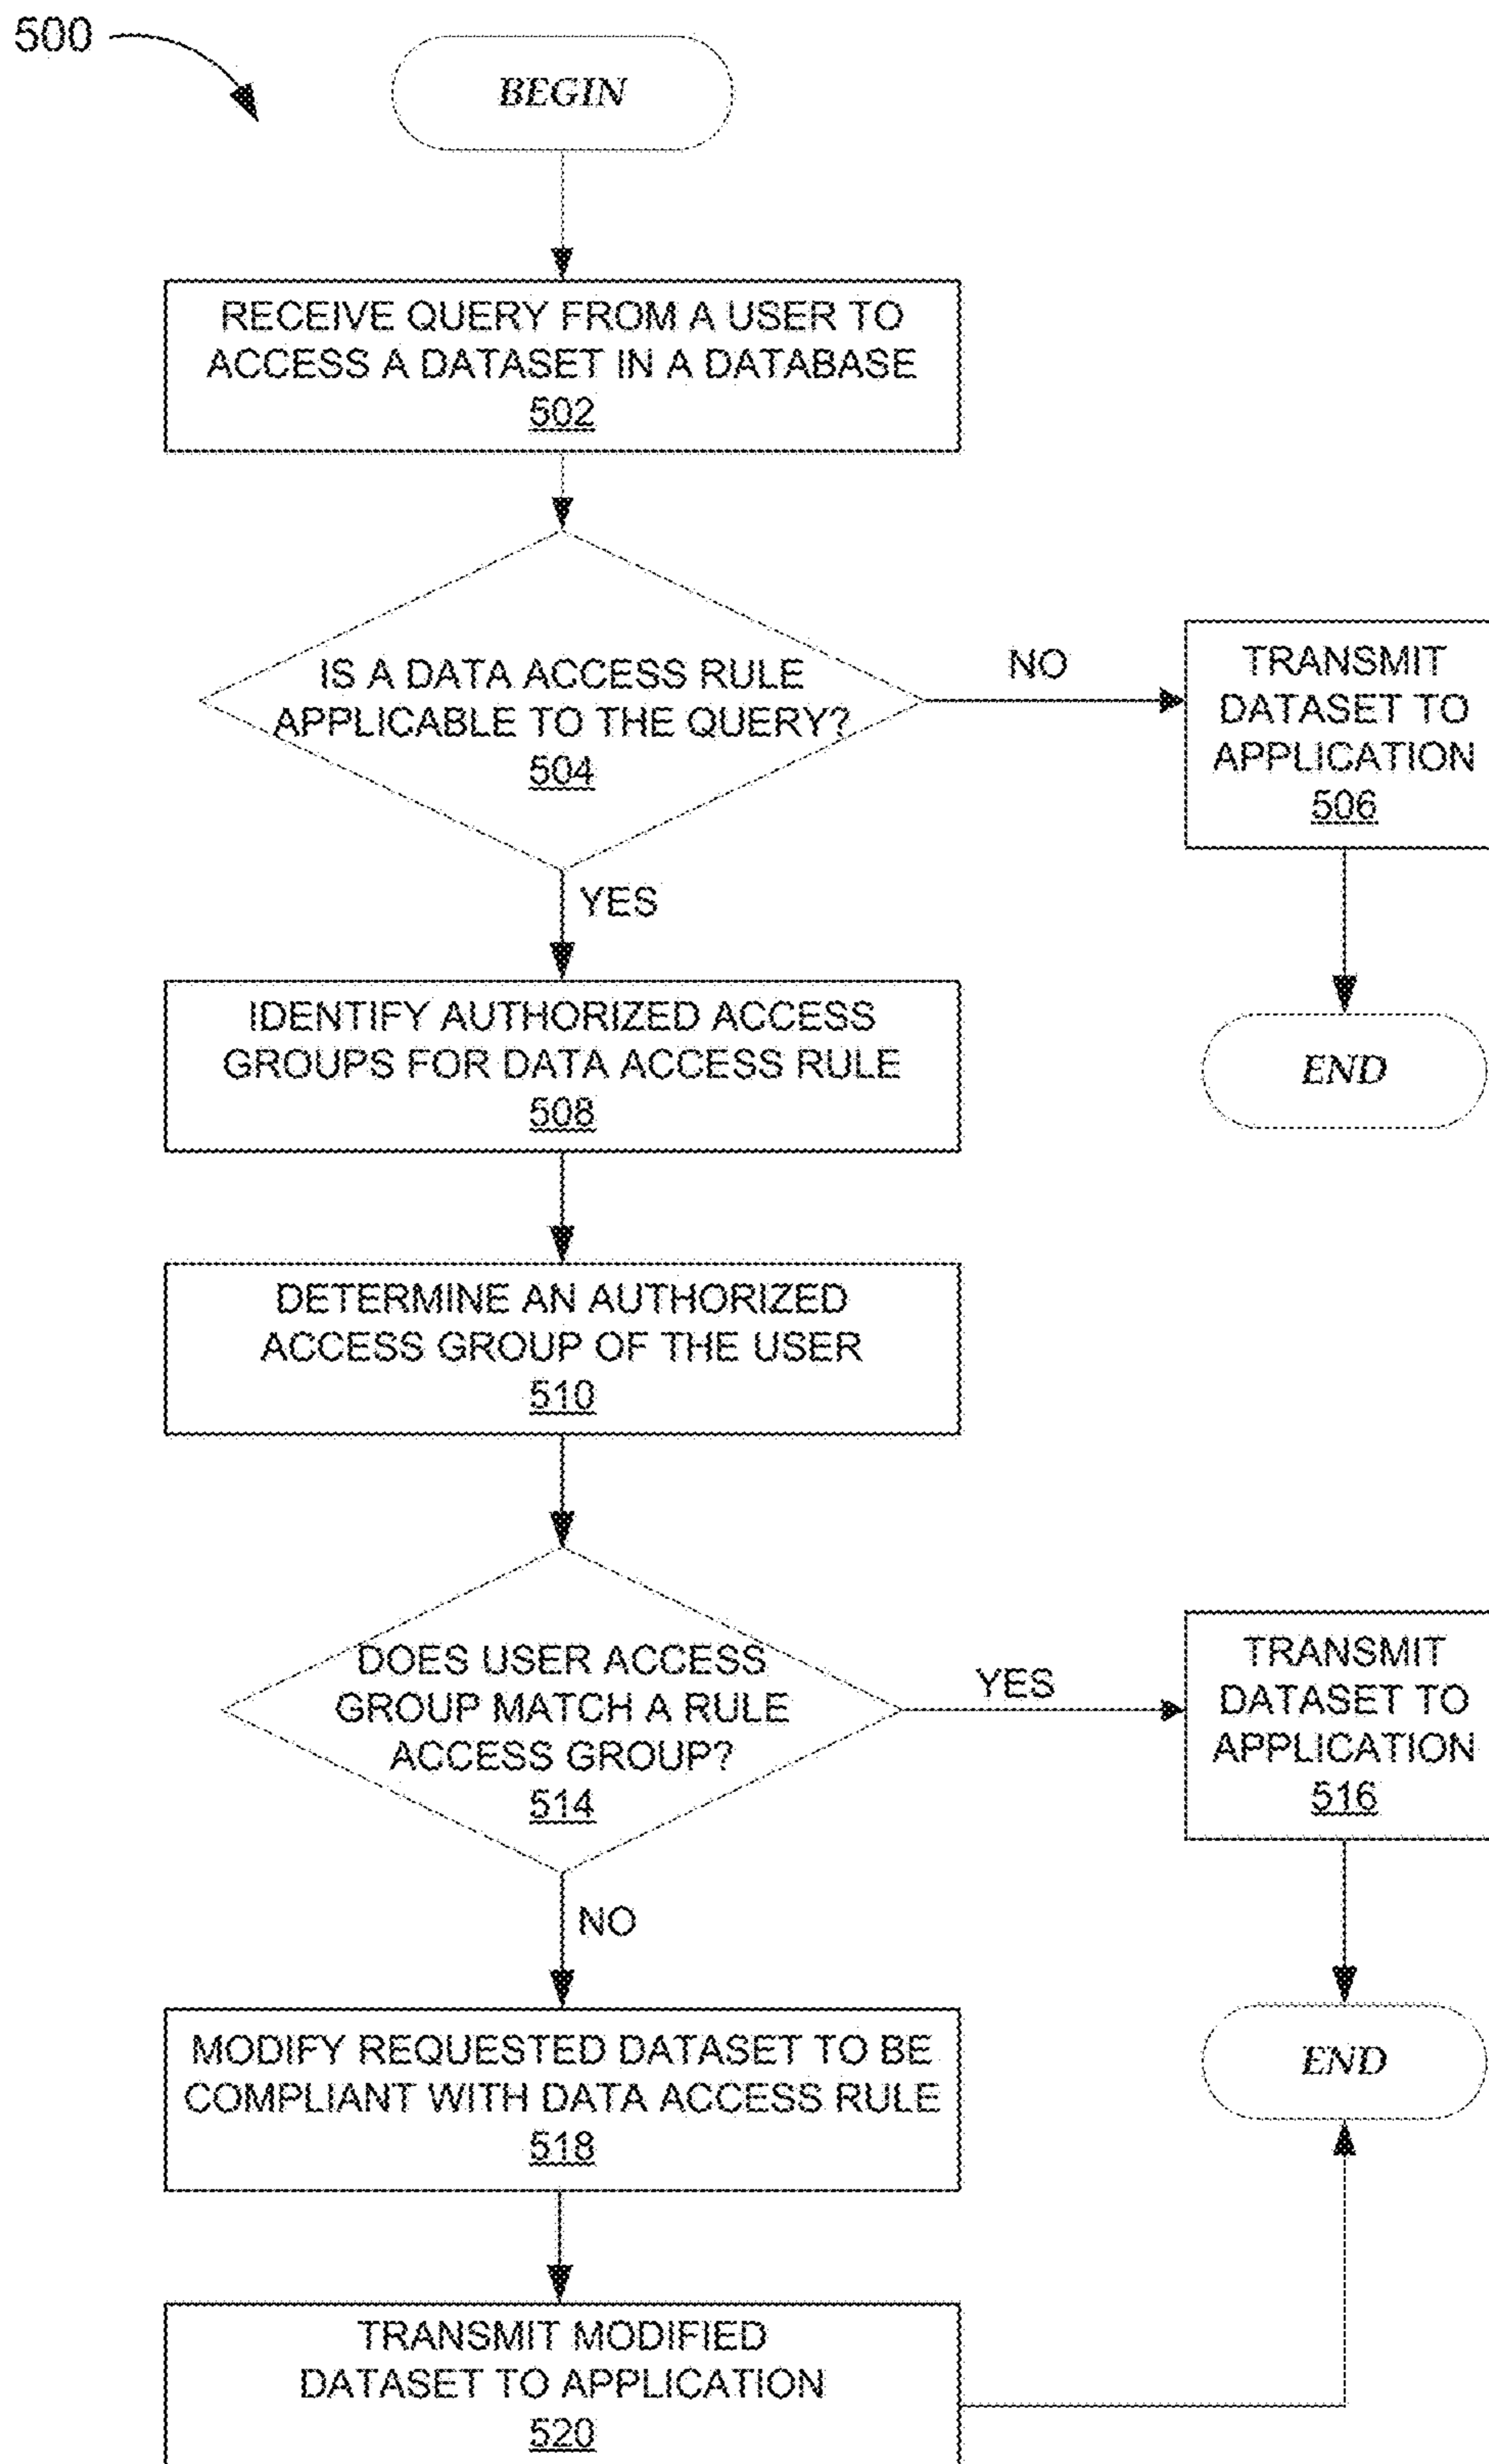 500
BEGIN
RECEIVE QUERY FROM A USER TO
ACCESS A DATASET IN A DATABASE
502
IS A DATA ACCESS RULE
APPLICABLE TO THE QUERY?
504
NO
TRANSMIT
DATASET TO
APPLICATION
506
YES
END
IDENTIFY AUTHORIZED ACCESS
GROUPS FOR DATA ACCESS RULE
508
DETERMINE AN AUTHORIZED
ACCESS GROUP OF THE USER
510
DOES USER ACCESS
GROUP MATCH A RULE
ACCESS GROUP?
514
YES
TRANSMIT
DATASET TO
APPLICATION
516
NO
END
MODIFY REQUESTED DATASET TO BE
COMPLIANT WITH DATA ACCESS RULE
518
TRANSMIT MODIFIED
DATASET TO APPLICATION
520